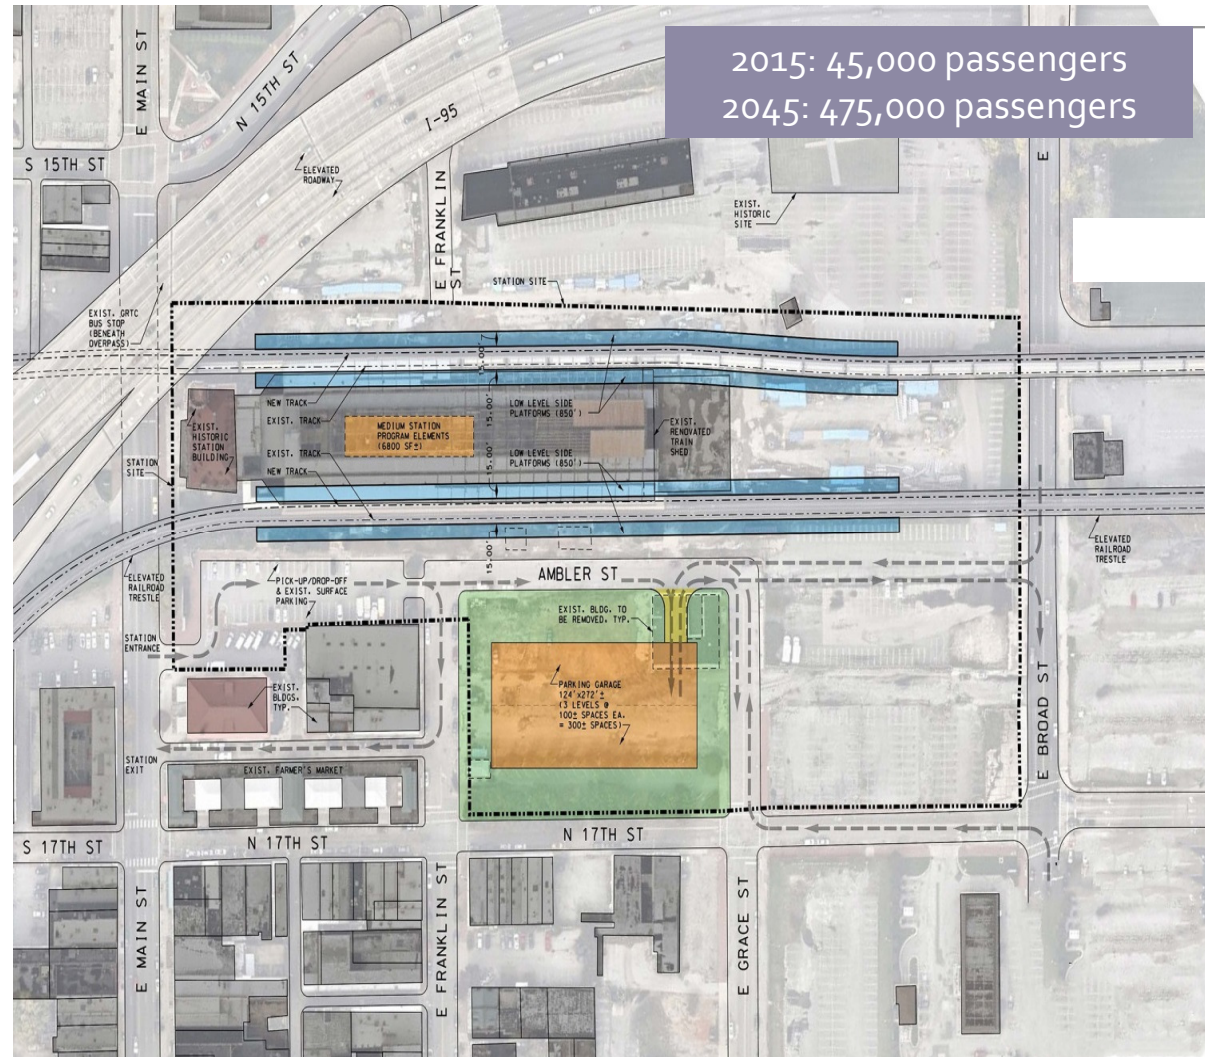 2015: 45,000 passengers
2045: 475,000 passengers
E MAIN ST
N 15TH ST
I-95
S 15TH ST
ELEVATED
ROADWAY
E FRANKLIN
ST
EXIST.
HISTORIC
SITE
E
STATION SITE
EXIST. GRTC
BUS STOP
(BENEATH
OVERPASS)
15.00'
NEW TRACK
EXIST. TRACK
LOW LEVEL SIDE
PLATFORMS (850')
15.00'
EXIST.
HISTORIC
STATION
BUILDING
MEDIUM STATION
PROGRAM ELEMENTS
(6800 SF±)
EXIST.
RENOVATED
TRAIN
SHED
STATION
SITE
EXIST. TRACK
NEW TRACK
LOW LEVEL SIDE
PLATFORMS (850')
15.00'
15.00'
ELEVATED
RAILROAD
TRESTLE
ELEVATED
RAILROAD
TRESTLE
PICK-UP/DROP-OFF
& EXIST. SURFACE
PARKING
AMBLER ST
EXIST. BLDG. TO
BE REMOVED, TYP.
STATION
ENTRANCE
EXIST.
BLDGS.
TYP.
PARKING GARAGE
124'x272'±
(3 LEVELS @
100± SPACES EA.
= 300± SPACES)
E BROAD ST
STATION
EXIT
EXIST. FARMER'S MARKET
S 17TH ST
N 17TH ST
N 17TH ST
E MAIN ST
E FRANKLIN ST
E GRACE ST